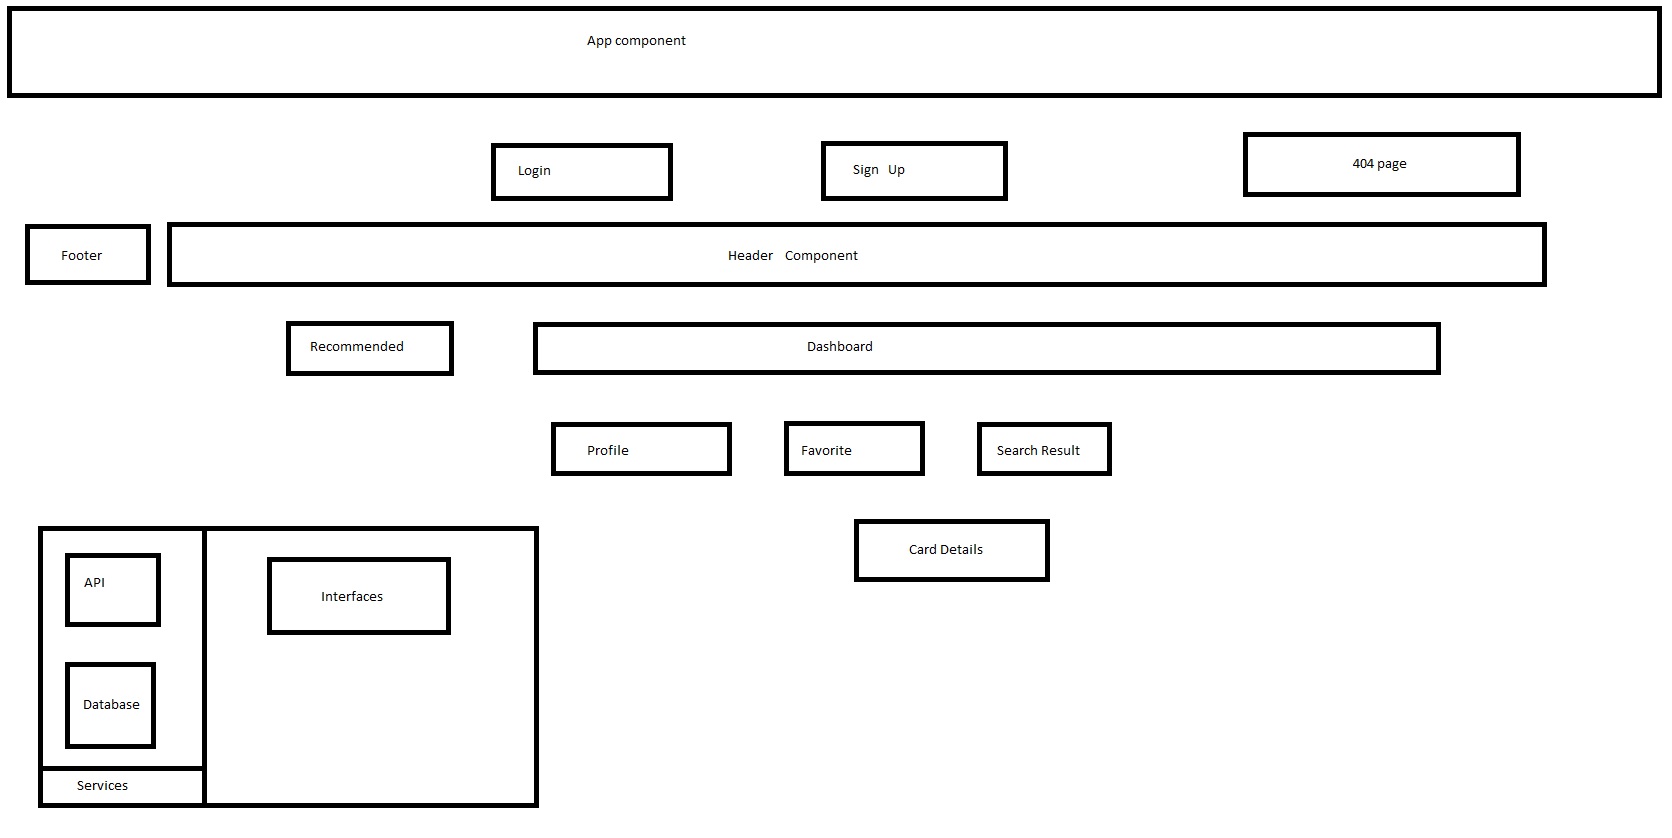 App component
Login
Sign Up
404 page
Footer
Header Component
Recommended
Dashboard
Profile
Favorite
Search Result
Card Details
API
Interfaces
Database
Services